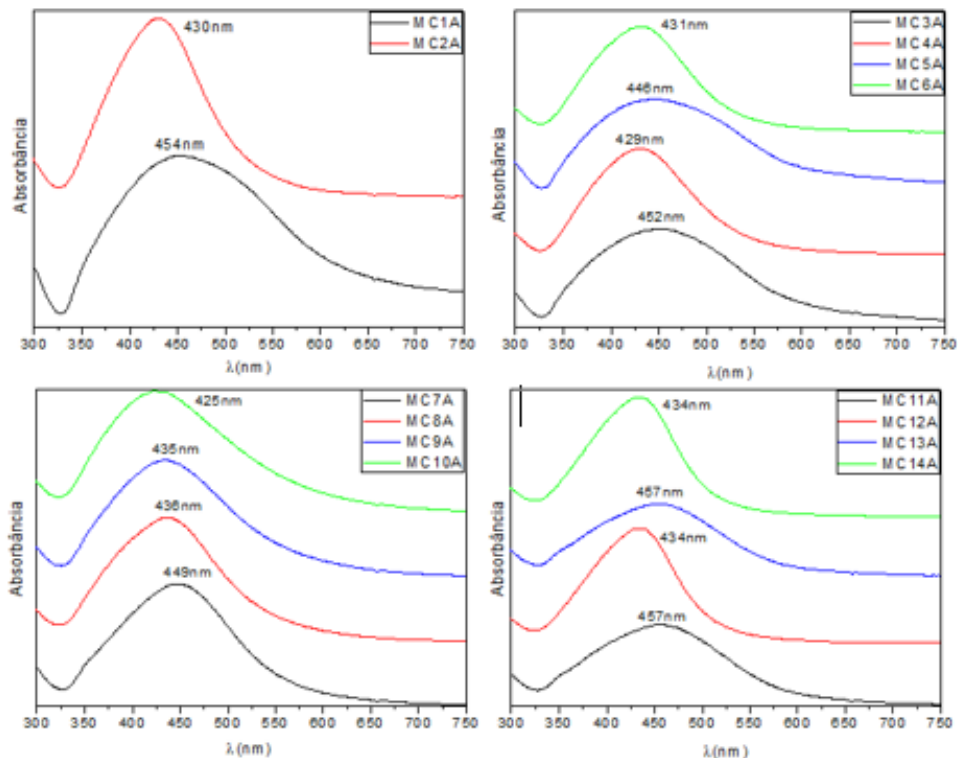 430nm
454nm
MC1A
MC2A
Absorbância
300 350 400 450 500 550 600 650 700 750
λ(nm)
431nm
446nm
429nm
452nm
MC3A
MC4A
MC5A
MC6A
Absorbância
300 350 400 450 500 550 600 650 700 750
λ(nm)
425nm
435nm
436nm
449nm
MC7A
MC8A
MC9A
MC10A
Absorbância
300 350 400 450 500 550 600 650 700 750
λ(nm)
434nm
457nm
434nm
457nm
MC11A
MC12A
MC13A
MC14A
Absorbância
300 350 400 450 500 550 600 650 700 750
λ(nm)